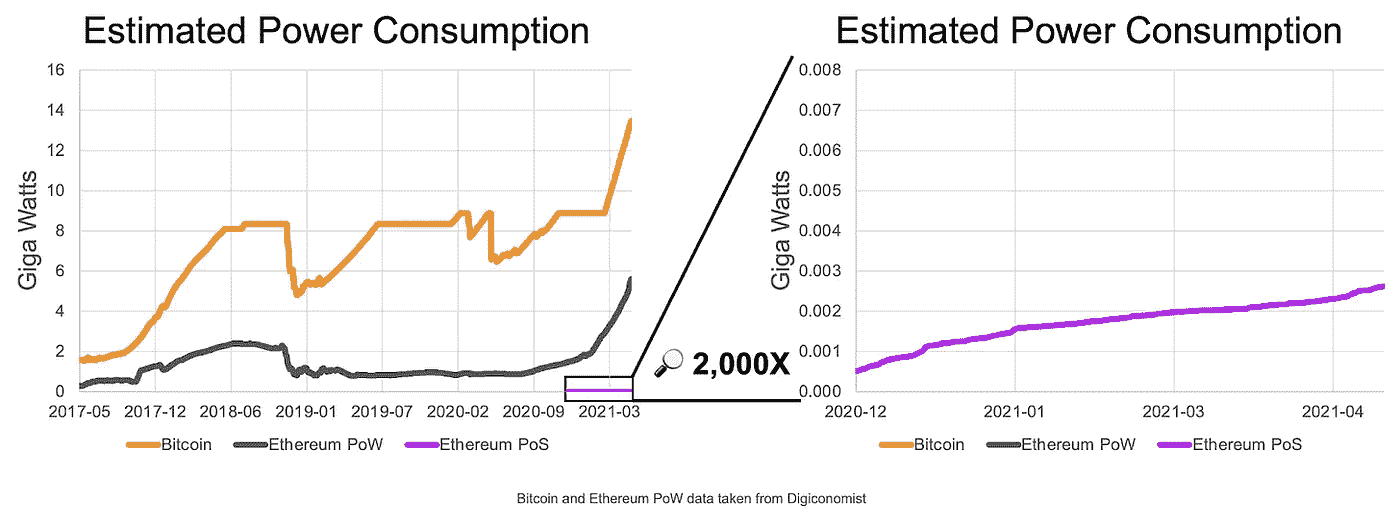 Estimated Power Consumption
Giga Watts
16
14
12
10
8
6
4
2
0
2017-05 2017-12 2018-06 2019-01 2019-07 2020-02 2020-09 2021-03
Bitcoin Ethereum PoW Ethereum PoS
2,000X
Estimated Power Consumption
Giga Watts
0.008
0.007
0.006
0.005
0.004
0.003
0.002
0.001
0.000
2020-12 2021-01 2021-03 2021-04
Bitcoin Ethereum PoW Ethereum PoS
Bitcoin and Ethereum PoW data taken from Digiconomist